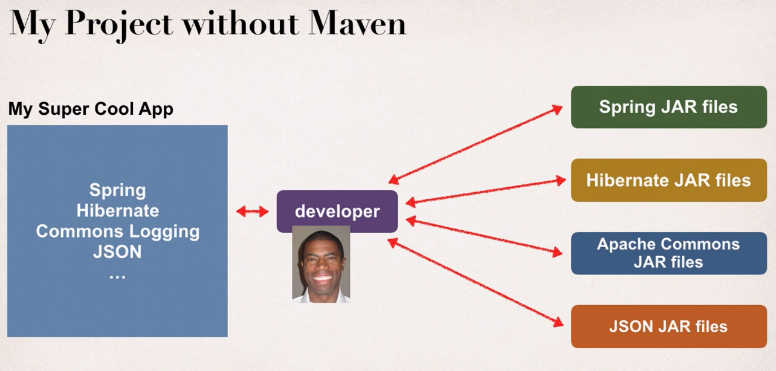 My Project without Maven
My Super Cool App
Spring
Hibernate
Commons Logging
JSON
...
developer
Spring JAR files
Hibernate JAR files
Apache Commons
JAR files
JSON JAR files